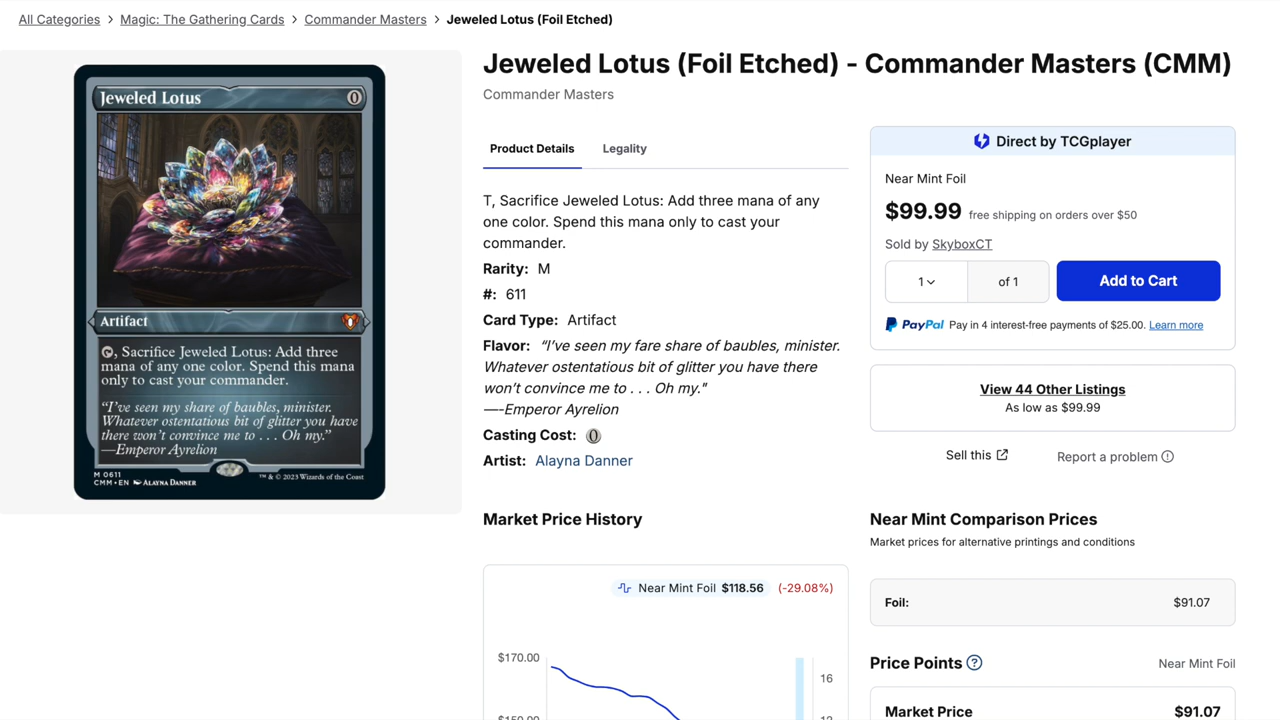 All Categories > Magic: The Gathering Cards > Commander Masters > Jeweled Lotus (Foil Etched)
Jeweled Lotus 0
Artifact
, Sacrifice Jeweled Lotus: Add three
mana of any one color. Spend this mana
only to cast your commander.
“I’ve seen my share of baubles, minister.
Whatever ostentatious bit of glitter you have
there won’t convince me to . . . Oh my.”
—Emperor Ayrelion
M 0611
CMM • EN ALAYNA DANNER
™ & © 2023 Wizards of the Coast
Jeweled Lotus (Foil Etched) - Commander Masters (CMM)
Commander Masters
Product Details Legality
T, Sacrifice Jeweled Lotus: Add three mana of any
one color. Spend this mana only to cast your
commander.
Rarity: M
#: 611
Card Type: Artifact
Flavor: “I’ve seen my fare share of baubles, minister.
Whatever ostentatious bit of glitter you have there
won’t convince me to . . . Oh my."
—-Emperor Ayrelion
Casting Cost: 0
Artist: Alayna Danner
Direct by TCGplayer
Near Mint Foil
$99.99 free shipping on orders over $50
Sold by SkyboxCT
1 of 1 Add to Cart
PayPal Pay in 4 interest-free payments of $25.00. Learn more
View 44 Other Listings
As low as $99.99
Sell this Report a problem
Market Price History
Near Mint Foil $118.56 (-29.08%)
$170.00 16
$150.00 12
Near Mint Comparison Prices
Market prices for alternative printings and conditions
Foil: $91.07
Price Points ? Near Mint Foil
Market Price $91.07